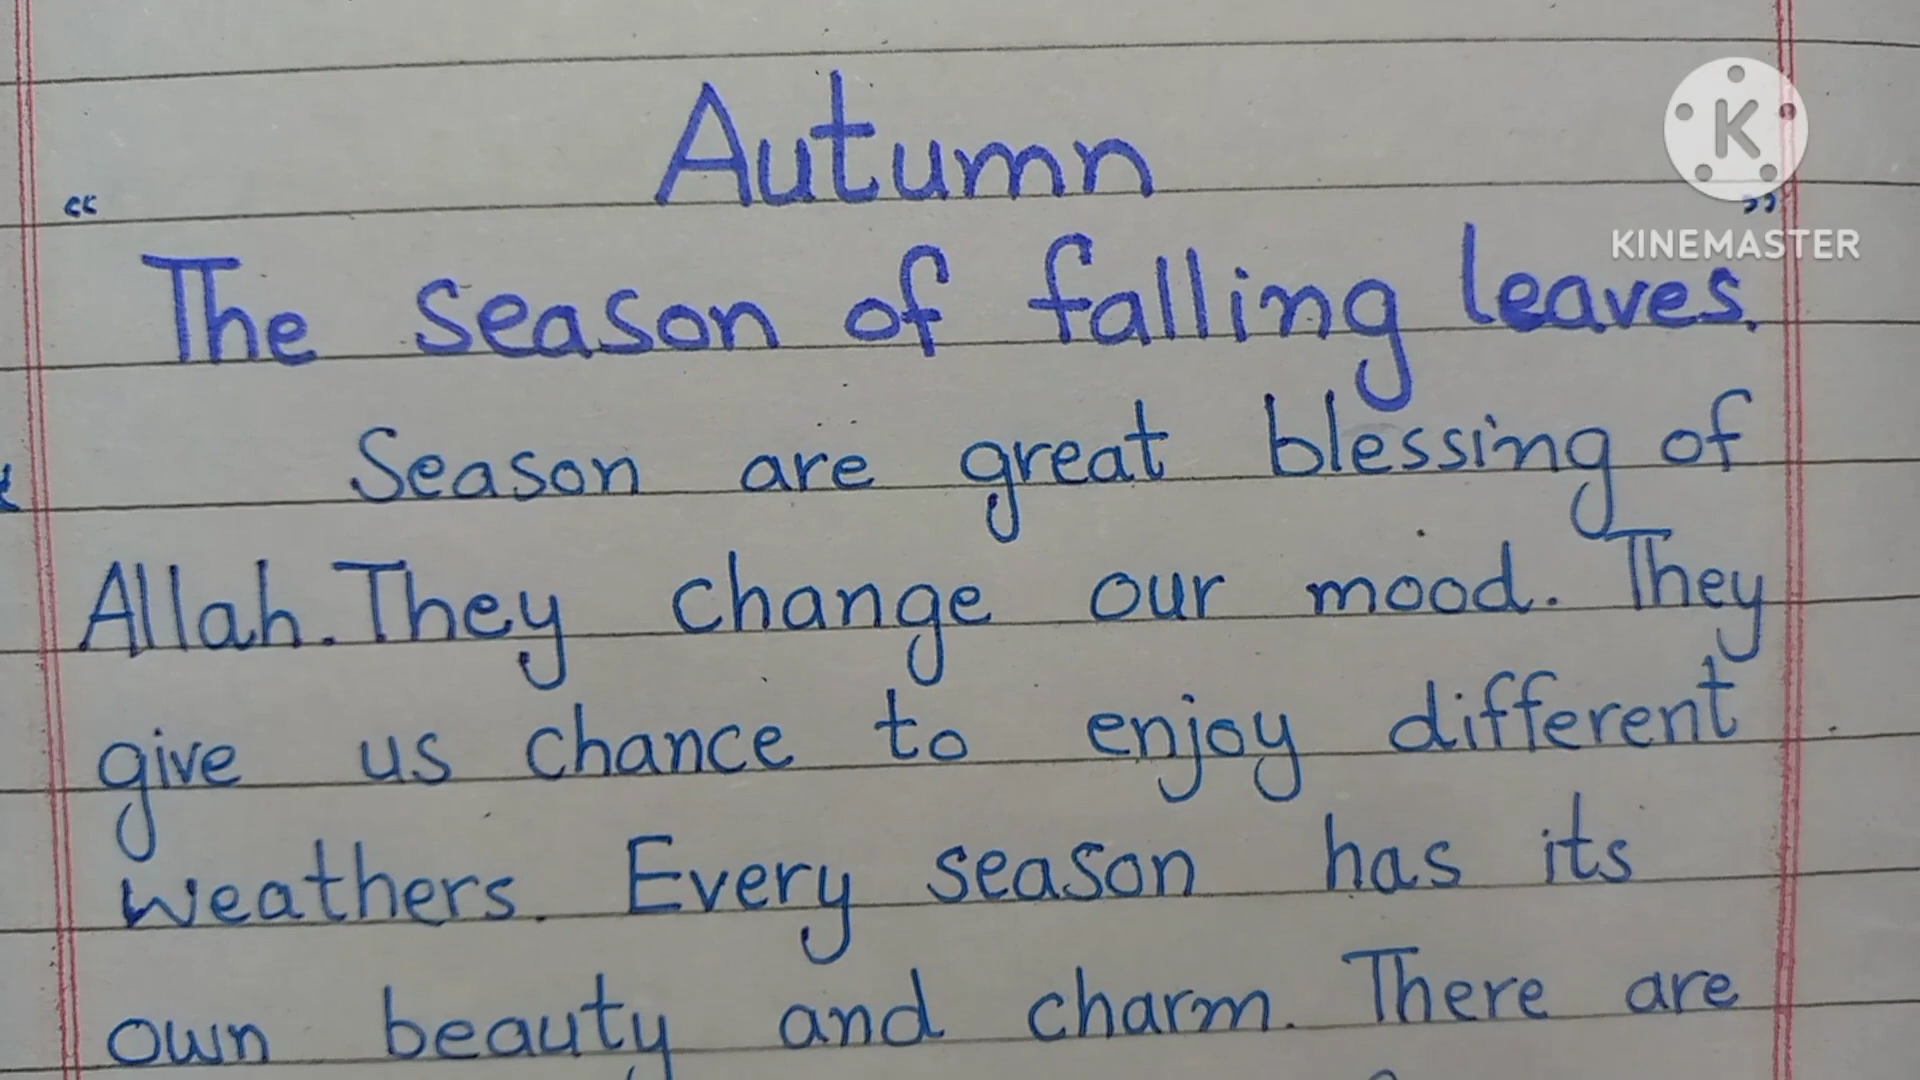 Autumn
“ The season of falling leaves. ”
Season are great blessing of
Allah. They change our mood. They
give us chance to enjoy different
weathers. Every season has its
own beauty and charm. There are
K
KINEMASTER